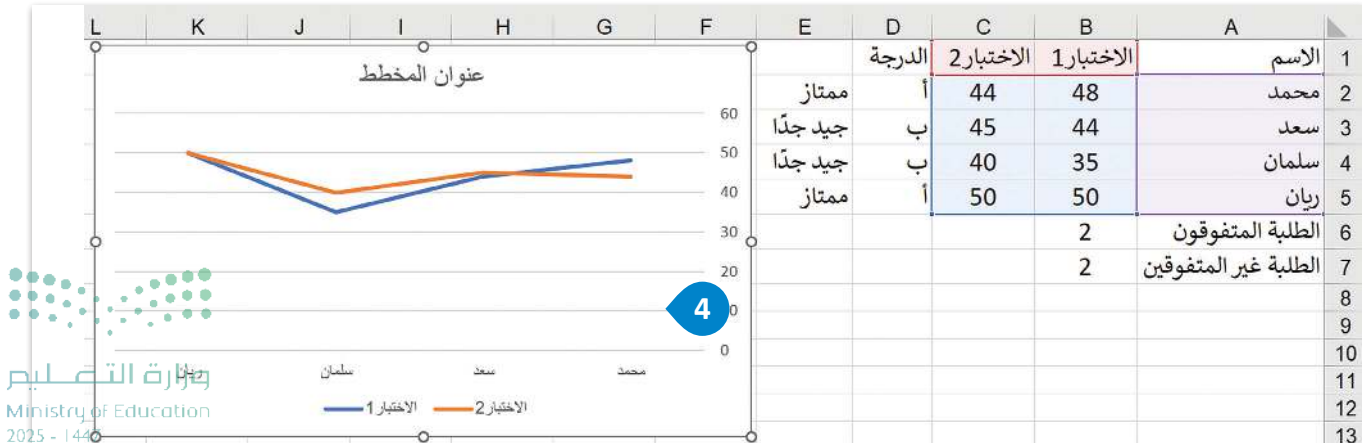 A B C D E F G H I J K L
1 الاسم الاختبار1 الاختبار2 الدرجة
2 محمد 48 44 أ ممتاز
3 سعد 44 45 ب جيد جدًا
4 سلمان 35 40 ب جيد جدًا
5 ريان 50 50 أ ممتاز
6 الطلبة المتفوقون 2
7 الطلبة غير المتفوقين 2
8
9
10
11
12
13
عنوان المخطط
60
50
40
30
20
0
0
4
محمد سعد سلمان ريان
الاختبار2 الاختبار1
وزارة التعليم
Ministry of Education
2025 - 1447